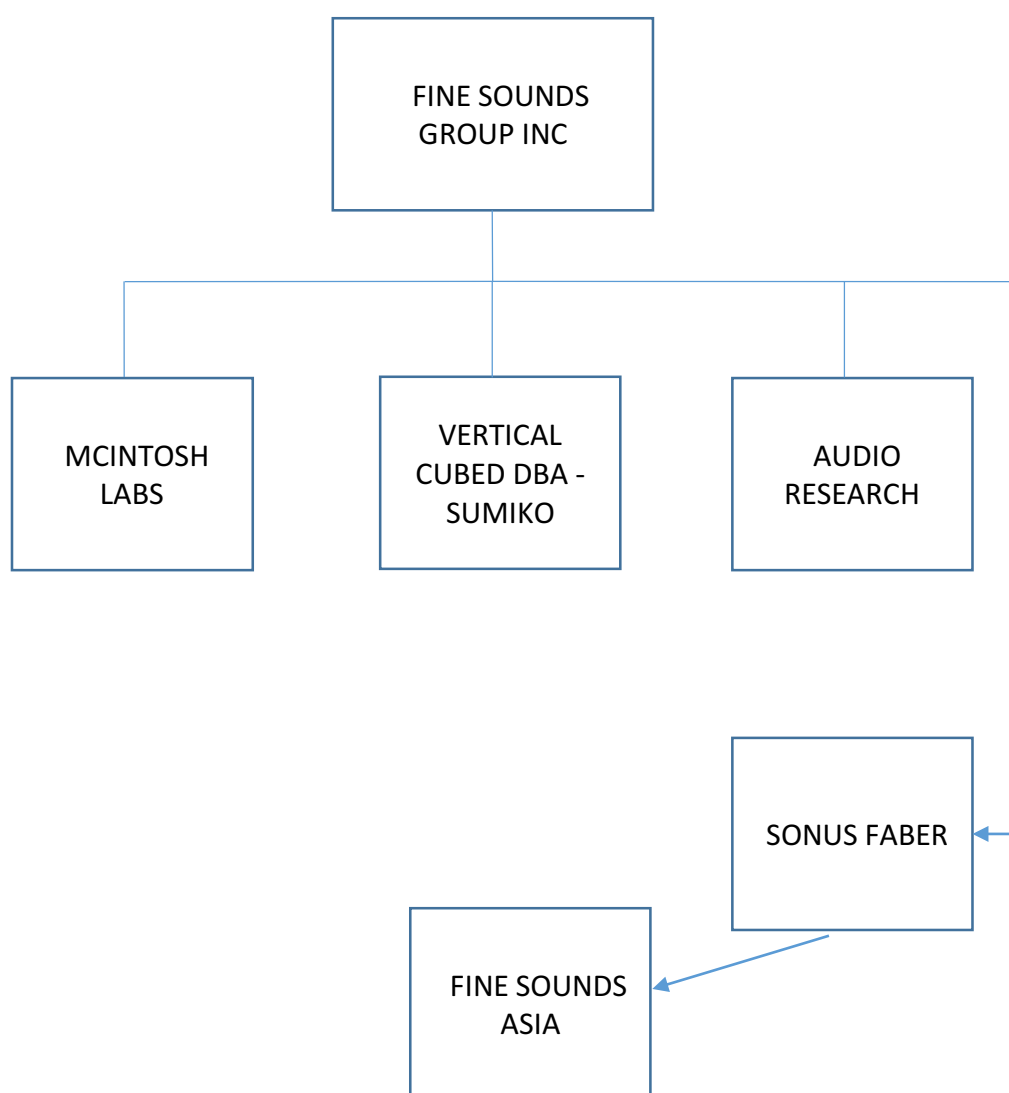 FINE SOUNDS
GROUP INC
MCINTOSH
LABS
VERTICAL
CUBED DBA -
SUMIKO
AUDIO
RESEARCH
SONUS FABER
FINE SOUNDS
ASIA